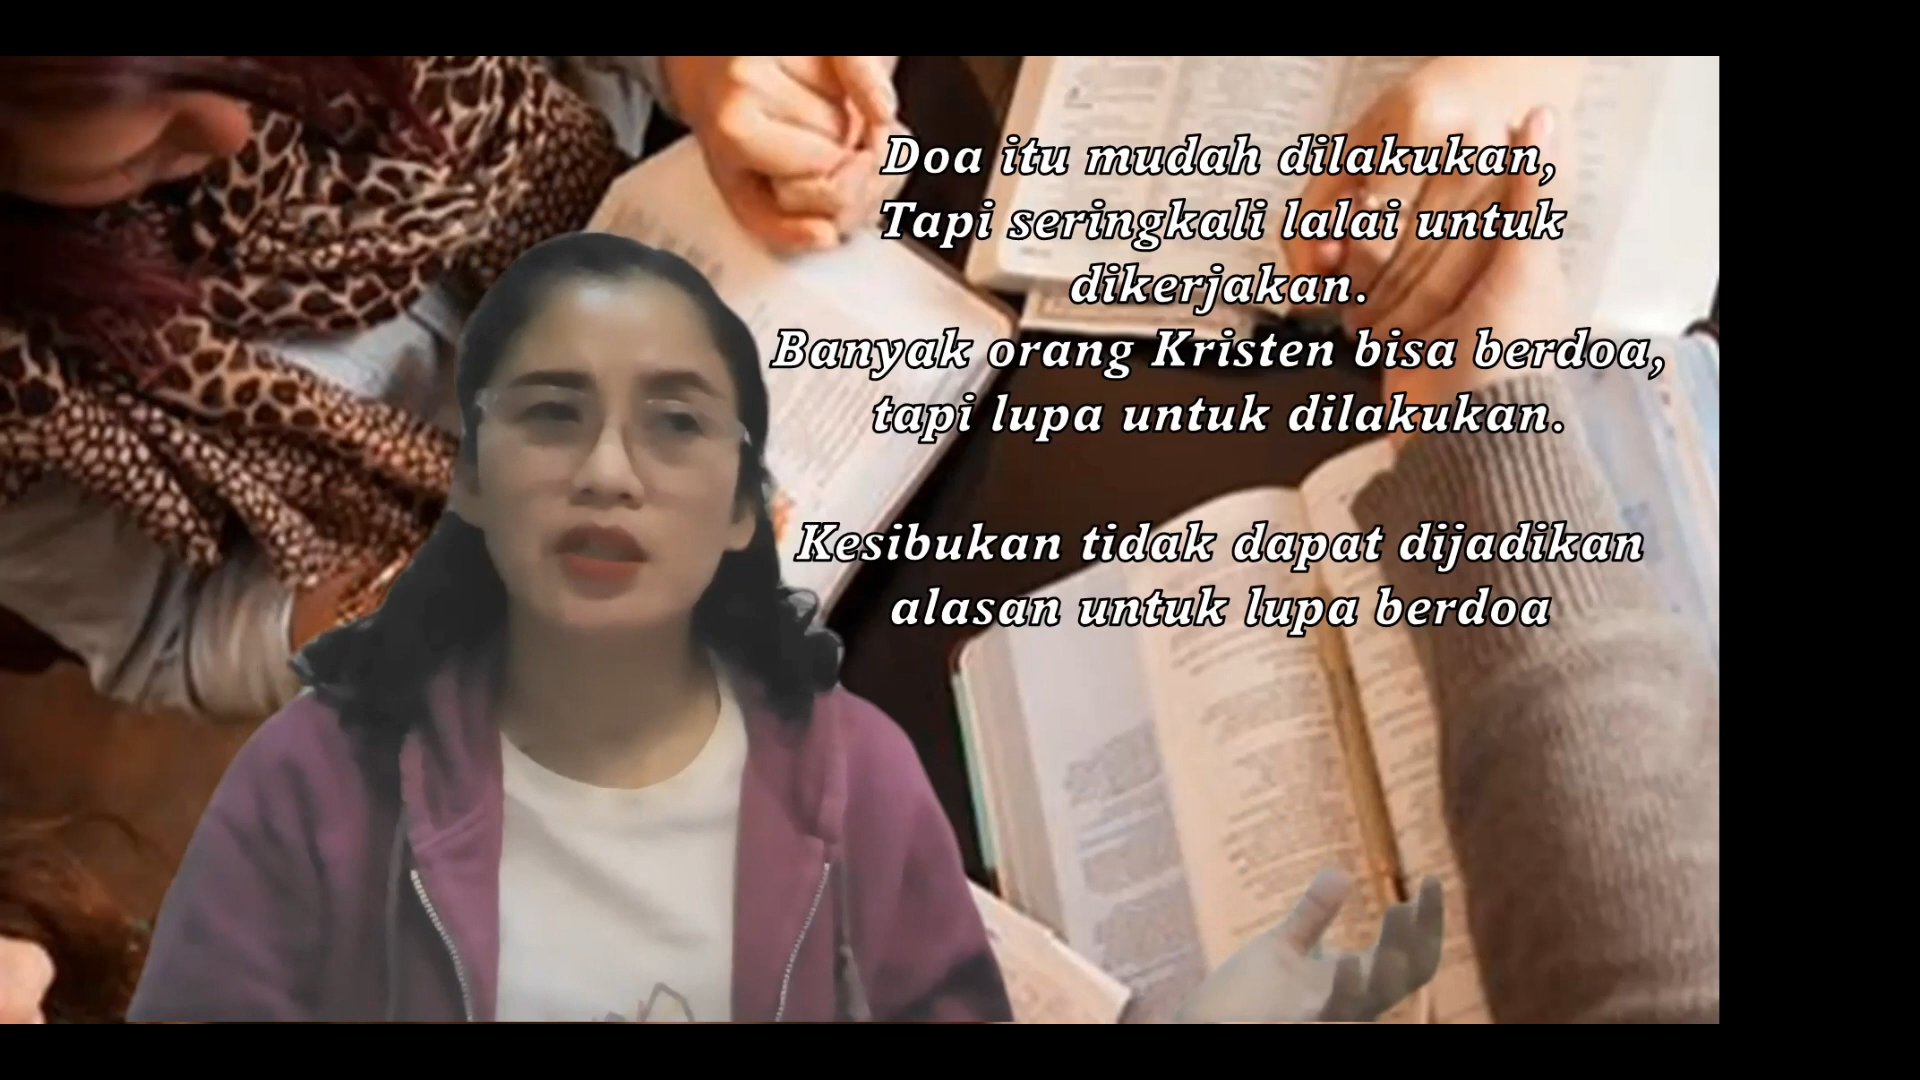 Doa itu mudah dilakukan,
Tapi seringkali lalai untuk
dikerjakan.
Banyak orang Kristen bisa berdoa,
tapi lupa untuk dilakukan.
Kesibukan tidak dapat dijadikan
alasan untuk lupa berdoa